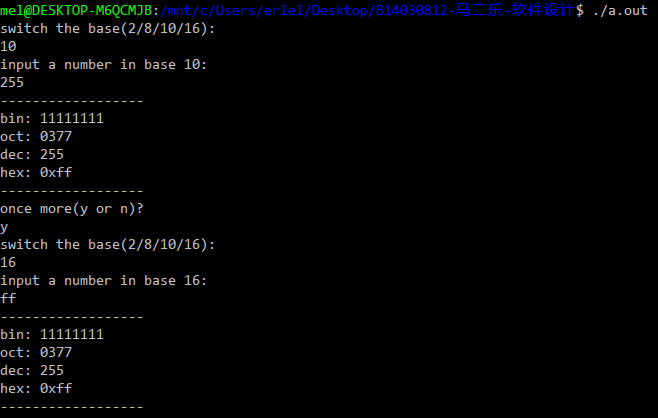 mel@DESKTOP-M6QCMJB:/mnt/c/Users/erlel/Desktop/B14030812-马二乐-软件设计$ ./a.out
switch the base(2/8/10/16):
10
input a number in base 10:
255
------------------
bin: 11111111
oct: 0377
dec: 255
hex: 0xff
------------------
once more(y or n)?
y
switch the base(2/8/10/16):
16
input a number in base 16:
ff
------------------
bin: 11111111
oct: 0377
dec: 255
hex: 0xff
------------------